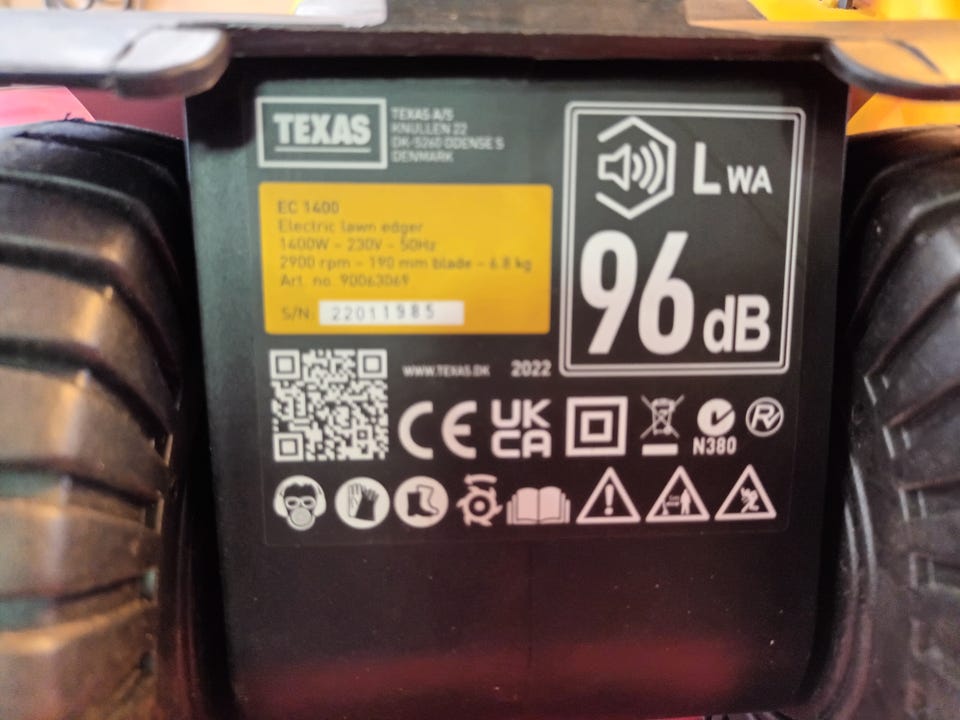 TEXAS
TEXAS A/S
KNULLEN 22
DK-5260 ODENSE S
DENMARK
EC 1400
Electric lawn edger
1400W - 230V - 50Hz
2900 rpm - 190 mm blade - 6.8 kg
Art. no. 90063069
S/N: 22011985
LWA
96 dB
WWW.TEXAS.DK 2022
CE UK
CA
N380